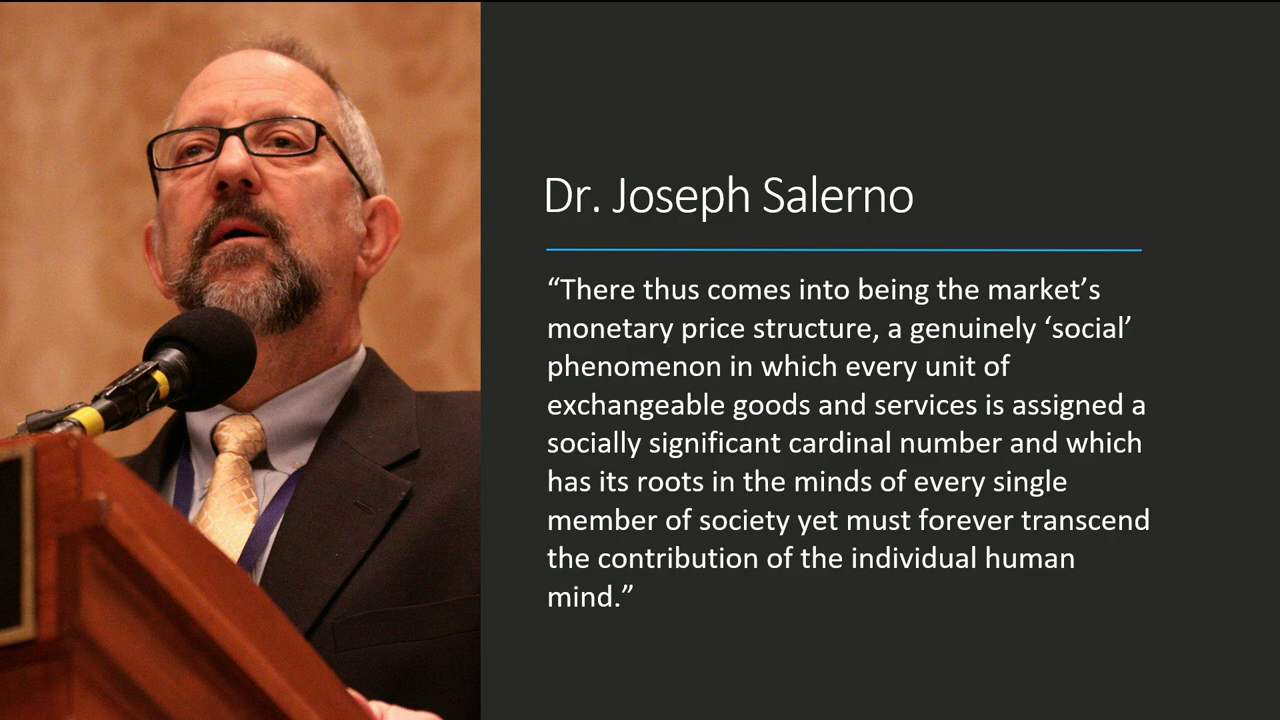 Dr. Joseph Salerno
“There thus comes into being the market’s
monetary price structure, a genuinely ‘social’
phenomenon in which every unit of
exchangeable goods and services is assigned a
socially significant cardinal number and which
has its roots in the minds of every single
member of society yet must forever transcend
the contribution of the individual human
mind.”